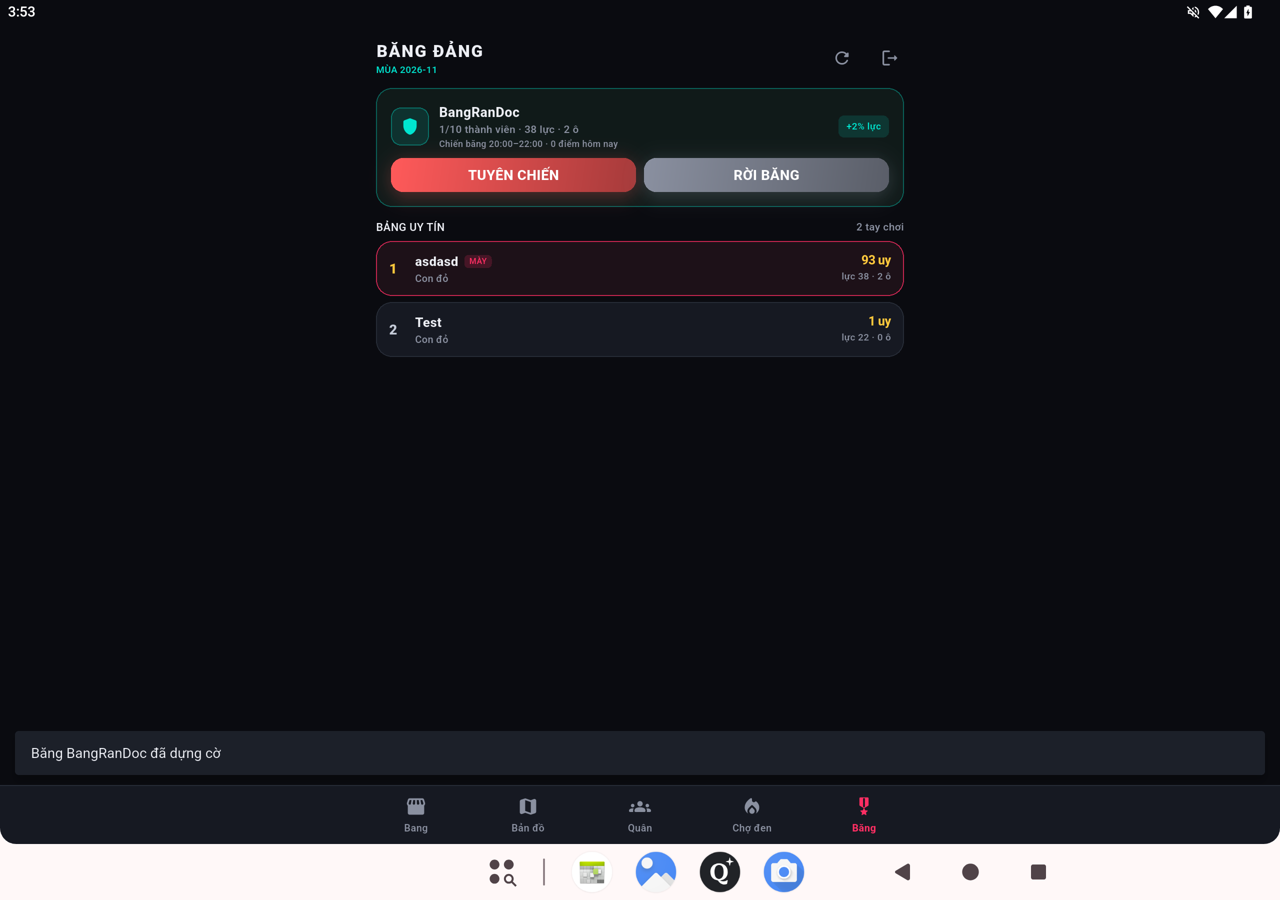 3:53
BĂNG ĐẢNG
MÙA 2026-11
BangRanDoc
1/10 thành viên · 38 lực · 2 ô
Chiến băng 20:00–22:00 · 0 điểm hôm nay
+2% lực
TUYÊN CHIẾN
RỜI BĂNG
BẢNG UY TÍN
2 tay chơi
1
asdasd MÀY
Con đỏ
93 uy
lực 38 · 2 ô
2
Test
Con đỏ
1 uy
lực 22 · 0 ô
Băng BangRanDoc đã dựng cờ
Bang
Bản đồ
Quân
Chợ đen
Băng
Q+